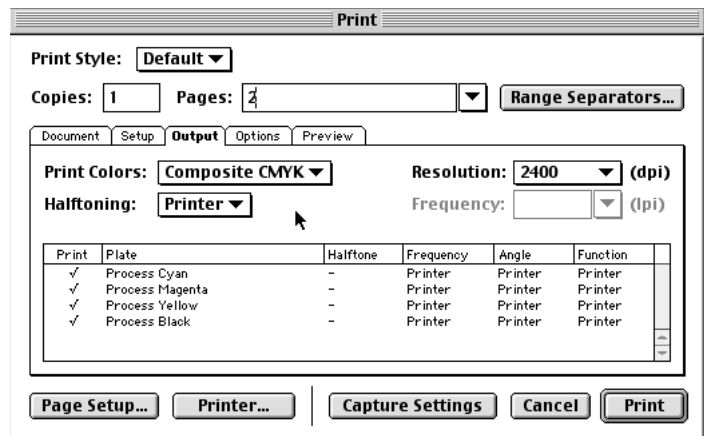 Print
Print Style: Default
Copies: 1 Pages: 2 Range Separators...
Document Setup Output Options Preview
Print Colors: Composite CMYK Resolution: 2400 (dpi)
Halftoning: Printer Frequency: (lpi)
Print Plate Halftone Frequency Angle Function
√ Process Cyan - Printer Printer Printer
√ Process Magenta - Printer Printer Printer
√ Process Yellow - Printer Printer Printer
√ Process Black - Printer Printer Printer
Page Setup... Printer... Capture Settings Cancel Print